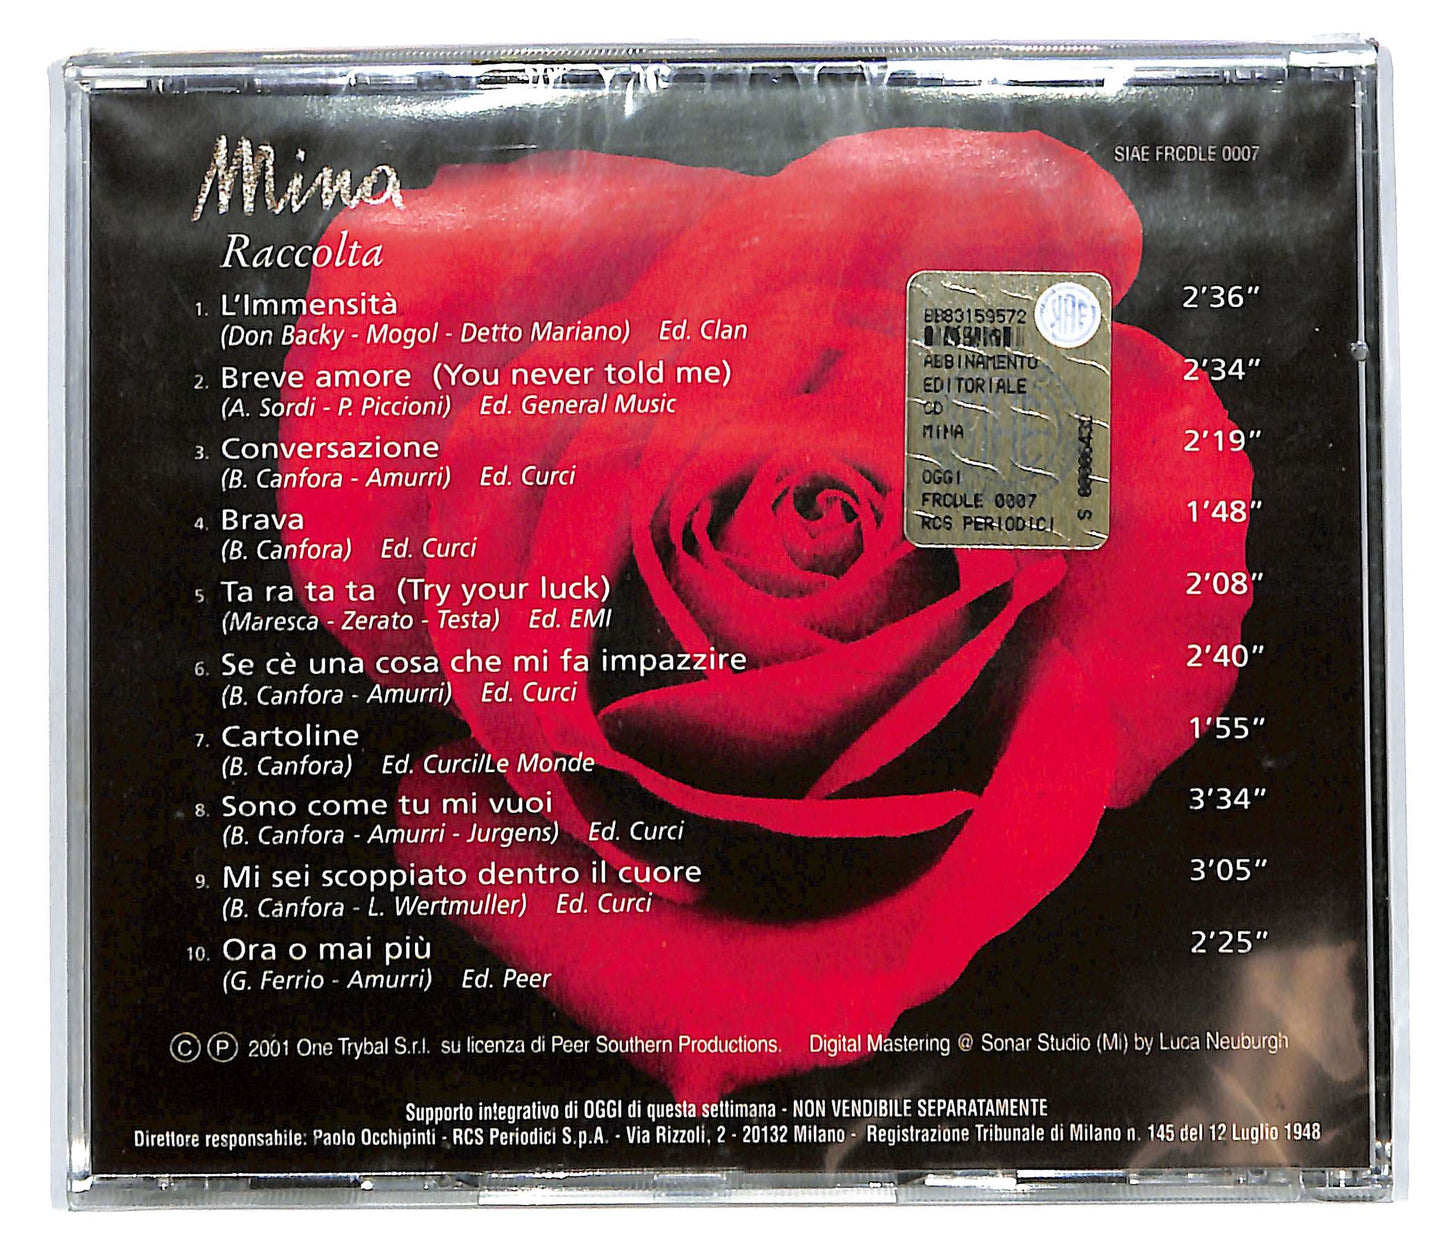 Mina
SIAE FRCDLE 0007
Raccolta
1. L'Immensità 2'36"
(Don Backy - Mogol - Detto Mariano) Ed. Clan
2. Breve amore (You never told me) 2'34"
(A. Sordi - P. Piccioni) Ed. General Music
3. Conversazione 2'19"
(B. Canfora - Amurri) Ed. Curci
4. Brava 1'48"
(B. Canfora) Ed. Curci
5. Ta ra ta ta (Try your luck) 2'08"
(Maresca - Zerato - Testa) Ed. EMI
6. Se cè una cosa che mi fa impazzire 2'40"
(B. Canfora - Amurri) Ed. Curci
7. Cartoline 1'55"
(B. Canfora) Ed. Curci/Le Monde
8. Sono come tu mi vuoi 3'34"
(B. Canfora - Amurri - Jurgens) Ed. Curci
9. Mi sei scoppiato dentro il cuore 3'05"
(B. Canfora - L. Wertmuller) Ed. Curci
10. Ora o mai più 2'25"
(G. Ferrio - Amurri) Ed. Peer
BB83159572
SIAE
ABBINAMENTO
EDITORIALE
CD
MINA
OGGI
FRCDLE 0007
RCS PERIODICI
© ℗ 2001 One Trybal S.r.l. su licenza di Peer Southern Productions. Digital Mastering @ Sonar Studio (Mi) by Luca Neuburgh
Supporto integrativo di OGGI di questa settimana - NON VENDIBILE SEPARATAMENTE
Direttore responsabile: Paolo Occhipinti - RCS Periodici S.p.A. - Via Rizzoli, 2 - 20132 Milano - Registrazione Tribunale di Milano n. 145 del 12 Luglio 1948